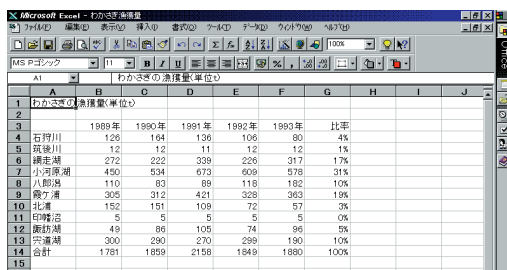 Microsoft Excel - わかさぎ漁獲量
ファイル(F) 編集(E) 表示(V) 挿入(I) 書式(O) ツール(T) データ(D) ウィンドウ(W) ヘルプ(H)
100%
MS Pゴシック 11 B I U % ,
A1 わかさぎの漁獲量(単位t)
A B C D E F G H I J
1 わかさぎの漁獲量(単位t)
2
3 1989年 1990年 1991年 1992年 1993年 比率
4 石狩川 126 164 136 106 80 4%
5 筑後川 12 12 11 12 12 1%
6 網走湖 272 222 339 226 317 17%
7 小河原湖 450 534 673 609 578 31%
8 八郎潟 110 83 89 118 182 10%
9 霞ケ浦 305 312 421 328 363 19%
10 北浦 152 151 109 72 57 3%
11 印幡沼 5 5 5 5 5 0%
12 諏訪湖 49 86 105 74 96 5%
13 宍道湖 300 290 270 299 190 10%
14 合計 1781 1859 2158 1849 1880 100%
15
Office